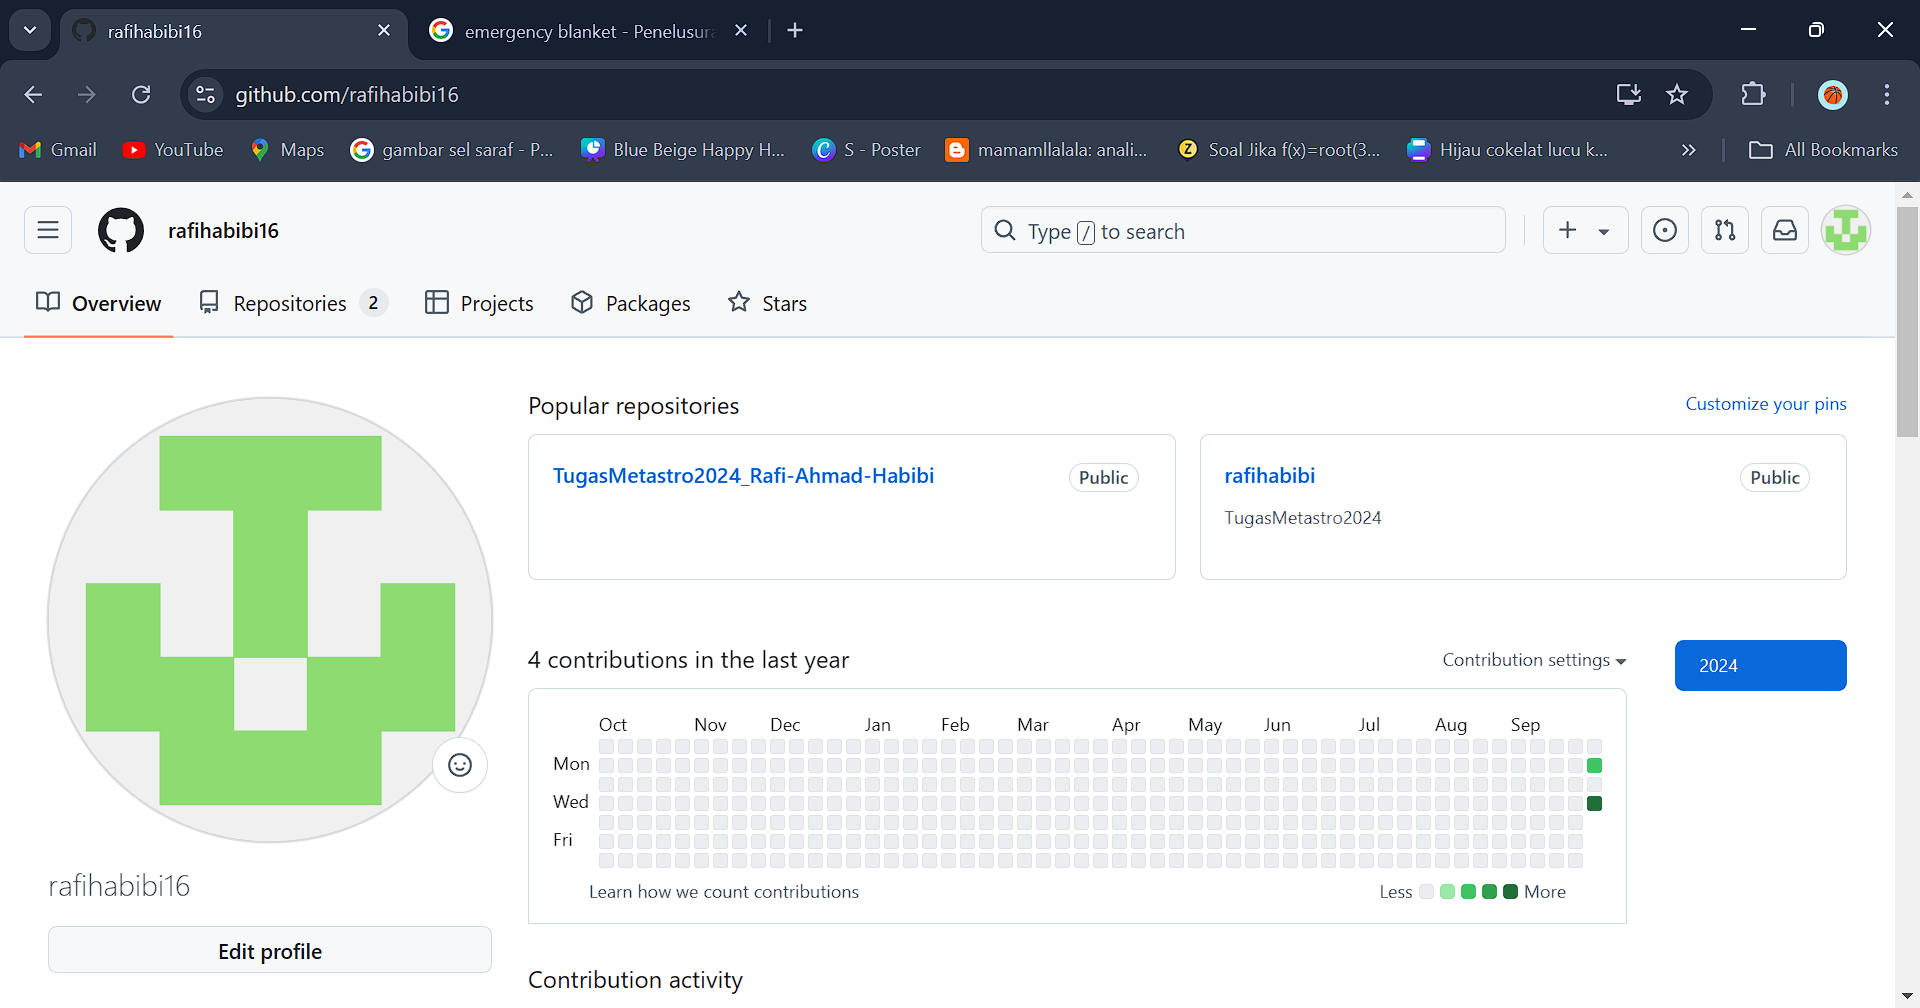 rafihabibi16
emergency blanket - Penelusura
github.com/rafihabibi16
Gmail
YouTube
Maps
gambar sel saraf - P...
Blue Beige Happy H...
S - Poster
mamamllalala: anali...
Soal Jika f(x)=root(3...
Hijau cokelat lucu k...
All Bookmarks
rafihabibi16
Type / to search
Overview
Repositories 2
Projects
Packages
Stars
Popular repositories
Customize your pins
TugasMetastro2024_Rafi-Ahmad-Habibi
Public
rafihabibi
Public
TugasMetastro2024
4 contributions in the last year
Contribution settings
2024
Oct Nov Dec Jan Feb Mar Apr May Jun Jul Aug Sep
Mon
Wed
Fri
Learn how we count contributions
Less
More
rafihabibi16
Edit profile
Contribution activity